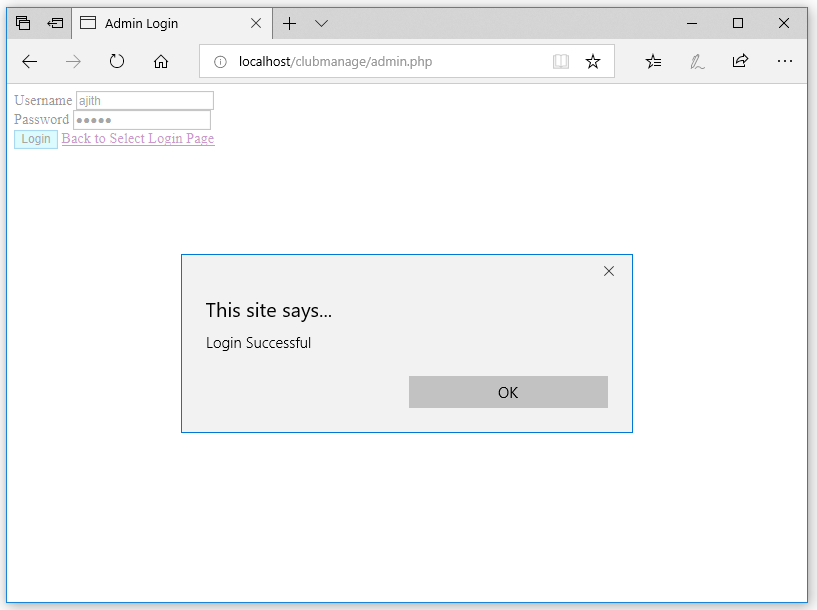 Admin Login
localhost/clubmanage/admin.php
Username ajith
Password ●●●●●
Login Back to Select Login Page
This site says...
Login Successful
OK